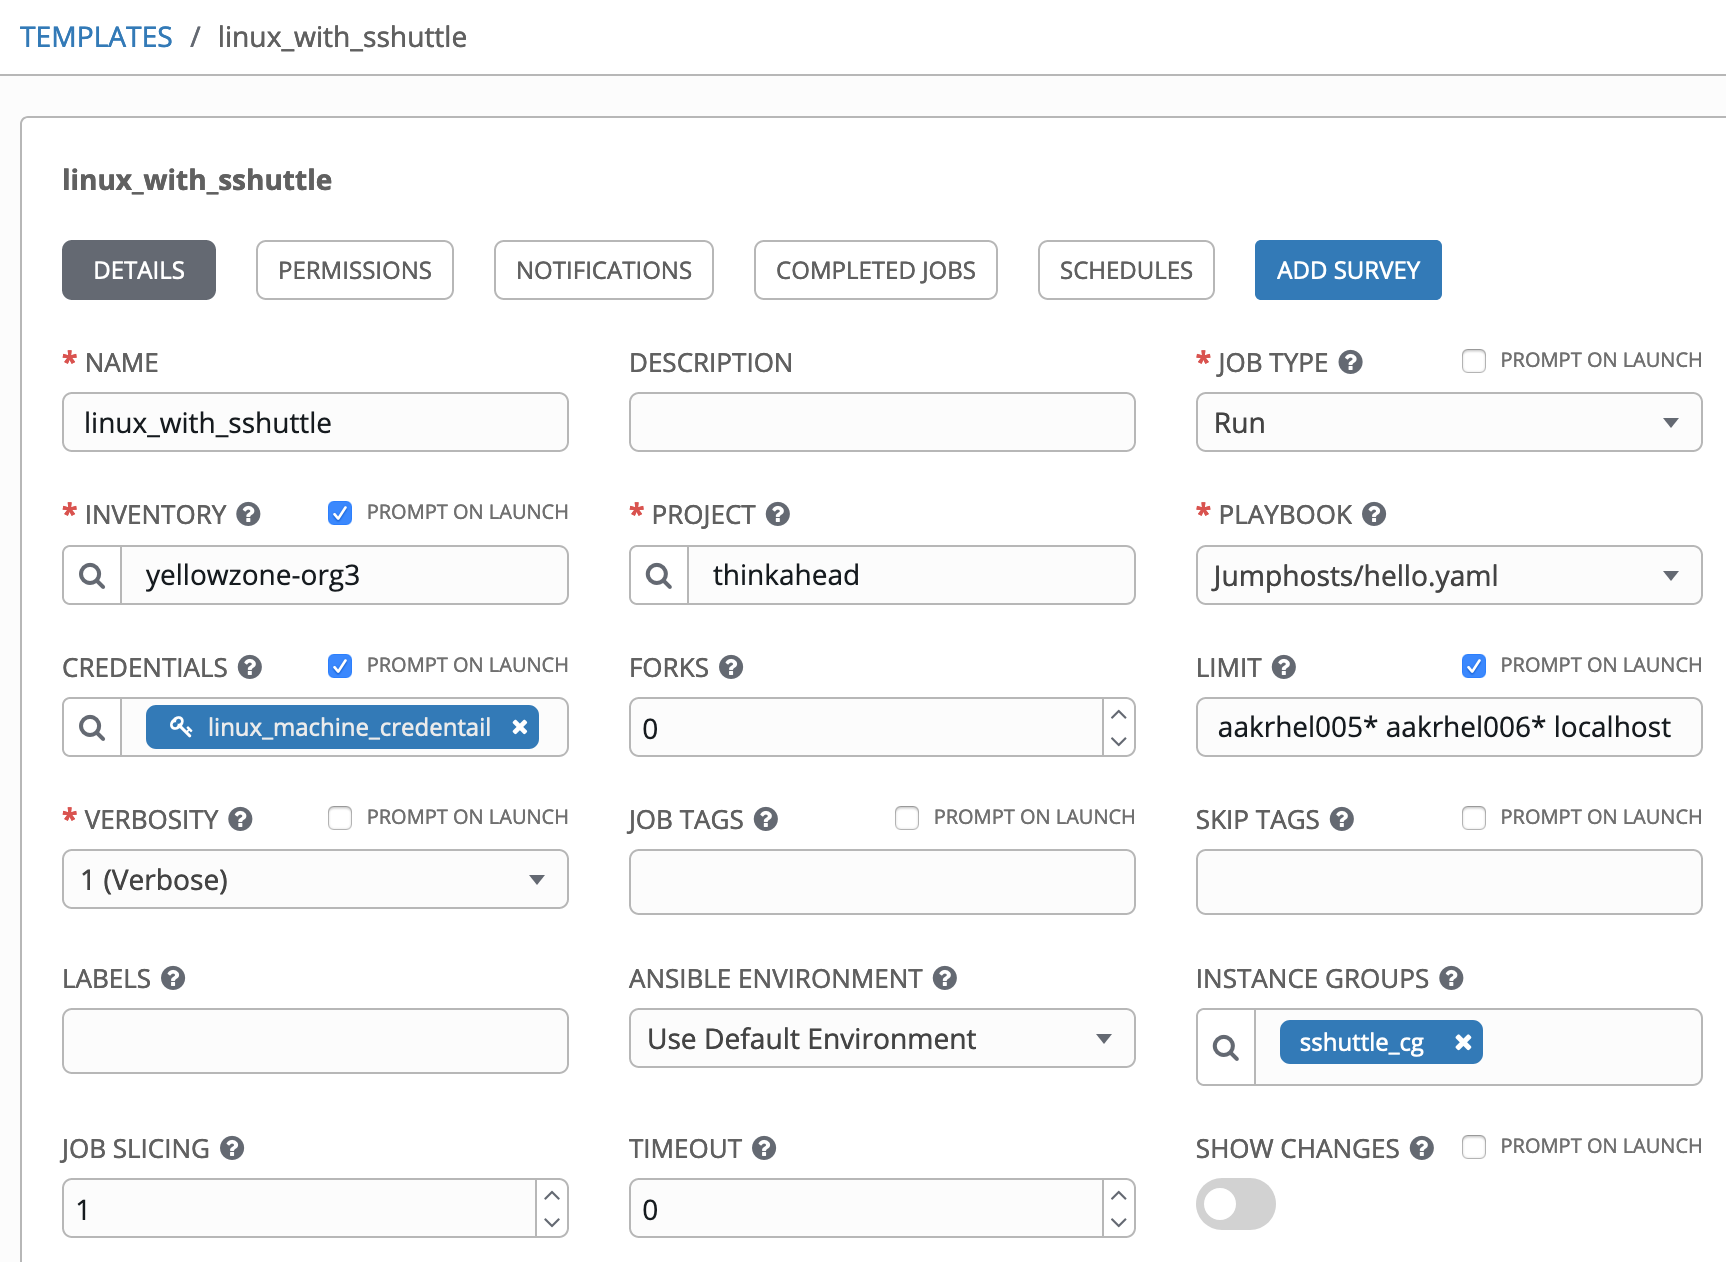 TEMPLATES / linux_with_sshuttle
linux_with_sshuttle
DETAILS PERMISSIONS NOTIFICATIONS COMPLETED JOBS SCHEDULES ADD SURVEY
* NAME DESCRIPTION * JOB TYPE ? PROMPT ON LAUNCH
linux_with_sshuttle Run
* INVENTORY ? PROMPT ON LAUNCH * PROJECT ? * PLAYBOOK ?
yellowzone-org3 thinkahead Jumphosts/hello.yaml
CREDENTIALS ? PROMPT ON LAUNCH FORKS ? LIMIT ? PROMPT ON LAUNCH
linux_machine_credentail 0 aakrhel005* aakrhel006* localhost
* VERBOSITY ? PROMPT ON LAUNCH JOB TAGS ? PROMPT ON LAUNCH SKIP TAGS ? PROMPT ON LAUNCH
1 (Verbose)
LABELS ? ANSIBLE ENVIRONMENT ? INSTANCE GROUPS ?
Use Default Environment sshuttle_cg
JOB SLICING ? TIMEOUT ? SHOW CHANGES ? PROMPT ON LAUNCH
1 0